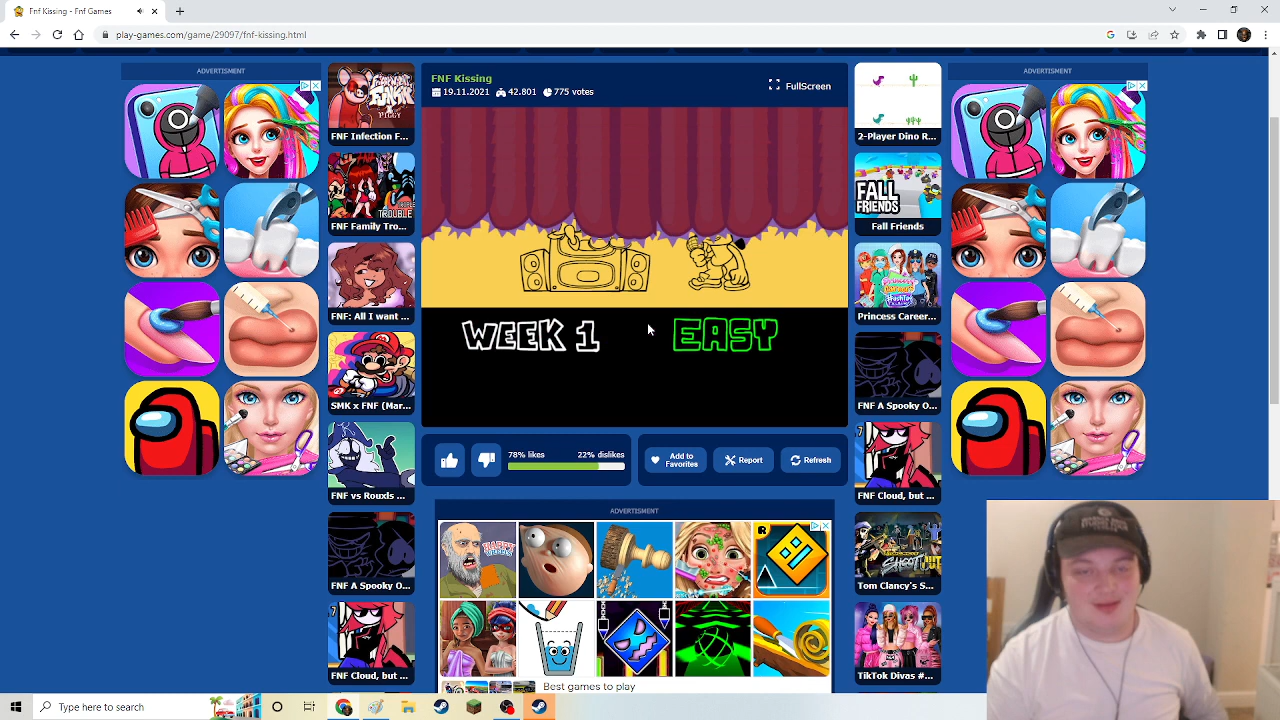 Fnf Kissing - Fnf Games
play-games.com/game/29097/fnf-kissing.html
ADVERTISMENT
FNF Infection F...
FNF Family Tro...
FNF: All I want ...
SMK x FNF (Mar...
FNF vs Rouxls ...
FNF A Spooky O...
FNF Cloud, but ...
FNF Kissing
19.11.2021 42.801 775 votes
FullScreen
WEEK 1 EASY
78% likes 22% dislikes
Add to
Favorites
Report
Refresh
ADVERTISMENT
R
Best games to play
2-Player Dino R...
FALL
FRIENDS
Fall Friends
Princess Career...
FNF A Spooky O...
FNF Cloud, but ...
Tom Clancy's S...
TikTok Divas #...
ADVERTISMENT
Type here to search